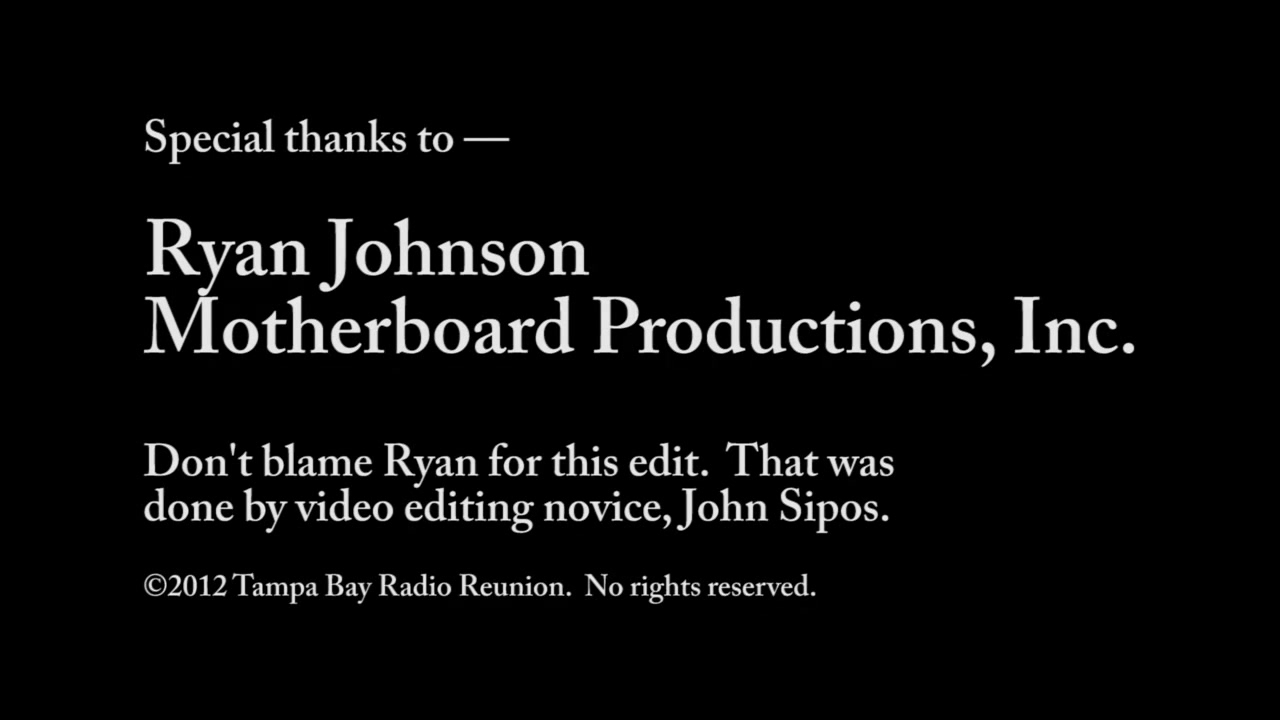 Special thanks to —
Ryan Johnson
Motherboard Productions, Inc.
Don't blame Ryan for this edit.  That was
done by video editing novice, John Sipos.
©2012 Tampa Bay Radio Reunion.  No rights reserved.